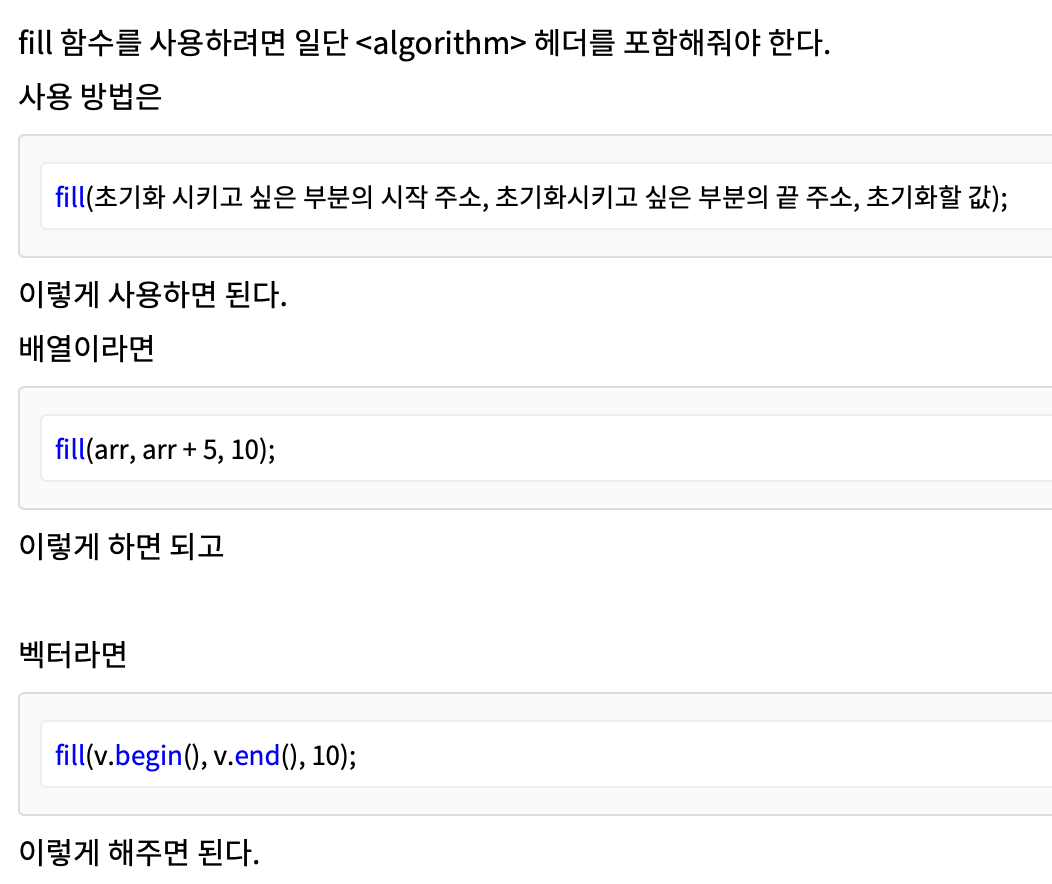 fill 함수를 사용하려면 일단 <algorithm> 헤더를 포함해줘야 한다.
사용 방법은
fill(초기화 시키고 싶은 부분의 시작 주소, 초기화시키고 싶은 부분의 끝 주소, 초기화할 값);
이렇게 사용하면 된다.
배열이라면
fill(arr, arr + 5, 10);
이렇게 하면 되고
벡터라면
fill(v.begin(), v.end(), 10);
이렇게 해주면 된다.